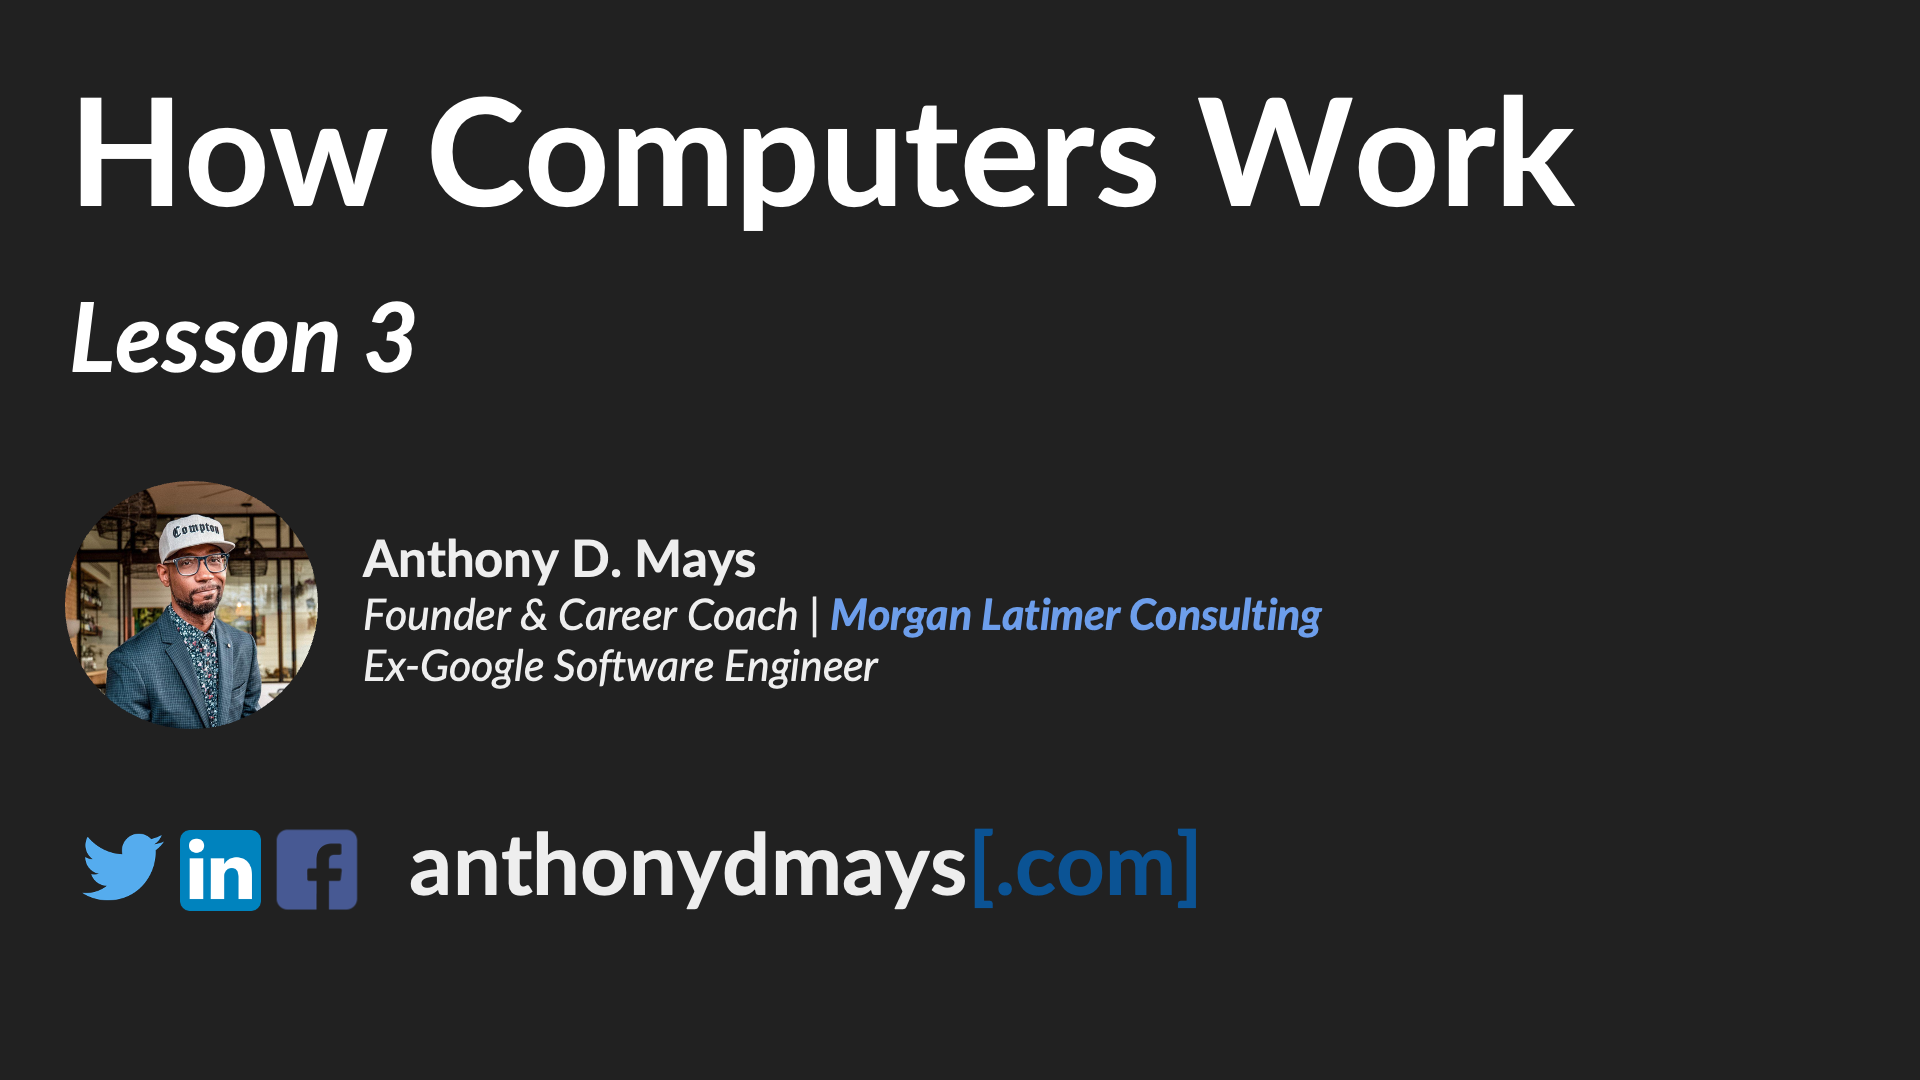 How Computers Work
Lesson 3
Compton
Anthony D. Mays
Founder & Career Coach | Morgan Latimer Consulting
Ex-Google Software Engineer
in f anthonydmays[.com]